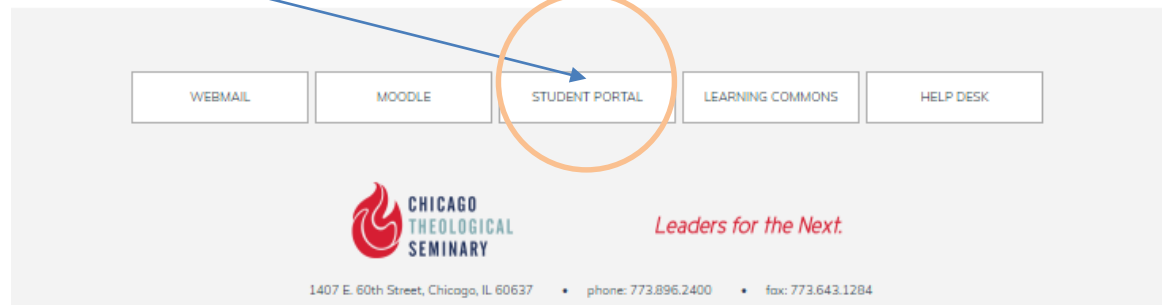 WEBMAIL MOODLE STUDENT PORTAL LEARNING COMMONS HELP DESK
CHICAGO
THEOLOGICAL
SEMINARY
Leaders for the Next.
1407 E. 60th Street, Chicago, IL 60637 • phone: 773.896.2400 • fax: 773.643.1284